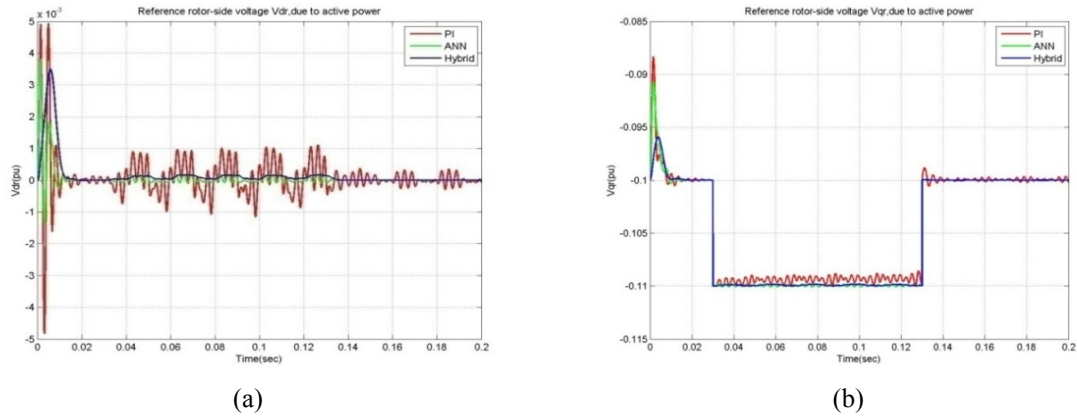 Reference rotor-side voltage Vdr,due to active power
x 10⁻³
5
4
3
2
1
0
-1
-2
-3
-4
-5
Vdr(pu)
0 0.02 0.04 0.06 0.08 0.1 0.12 0.14 0.16 0.18 0.2
Time(sec)
PI
ANN
Hybrid
(a)
Reference rotor-side voltage Vqr,due to active power
-0.085
-0.09
-0.095
-0.1
-0.105
-0.11
-0.115
Vqr(pu)
0 0.02 0.04 0.06 0.08 0.1 0.12 0.14 0.16 0.18 0.2
Time(sec)
PI
ANN
Hybrid
(b)